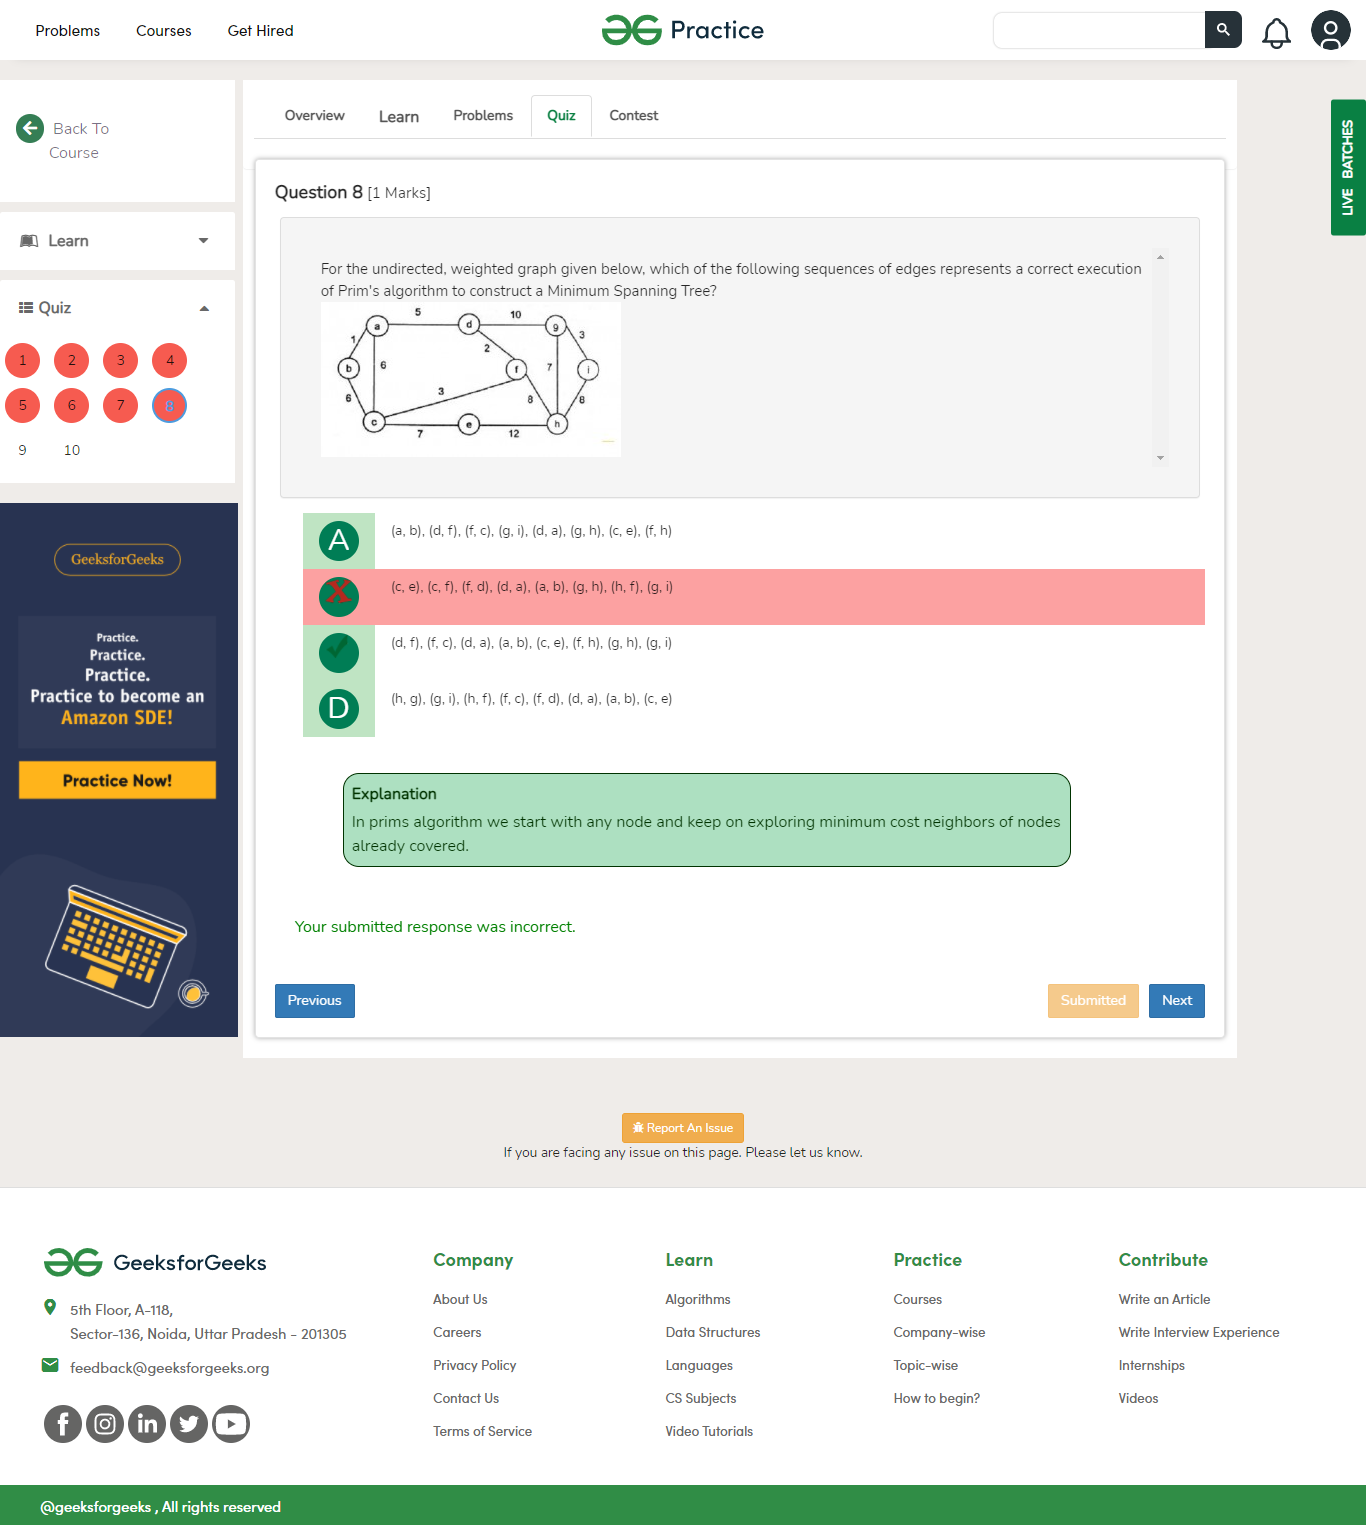 Problems Courses Get Hired
Practice
Back To
Course
Learn
Quiz
1 2 3 4
5 6 7 8
9 10
GeeksforGeeks
Practice.
Practice.
Practice.
Practice to become an
Amazon SDE!
Practice Now!
Overview Learn Problems Quiz Contest
LIVE BATCHES
Question 8 [1 Marks]
For the undirected, weighted graph given below, which of the following sequences of edges represents a correct execution
of Prim's algorithm to construct a Minimum Spanning Tree?
5 10
a d g
1 2 3
b 6 f 7 i
6 3 8 8
c e h
7 12
A (a, b), (d, f), (f, c), (g, i), (d, a), (g, h), (c, e), (f, h)
X (c, e), (c, f), (f, d), (d, a), (a, b), (g, h), (h, f), (g, i)
(d, f), (f, c), (d, a), (a, b), (c, e), (f, h), (g, h), (g, i)
D (h, g), (g, i), (h, f), (f, c), (f, d), (d, a), (a, b), (c, e)
Explanation
In prims algorithm we start with any node and keep on exploring minimum cost neighbors of nodes
already covered.
Your submitted response was incorrect.
Previous Submitted Next
Report An Issue
If you are facing any issue on this page. Please let us know.
GeeksforGeeks
5th Floor, A-118,
Sector-136, Noida, Uttar Pradesh - 201305
feedback@geeksforgeeks.org
Company
About Us
Careers
Privacy Policy
Contact Us
Terms of Service
Learn
Algorithms
Data Structures
Languages
CS Subjects
Video Tutorials
Practice
Courses
Company-wise
Topic-wise
How to begin?
Contribute
Write an Article
Write Interview Experience
Internships
Videos
@geeksforgeeks , All rights reserved